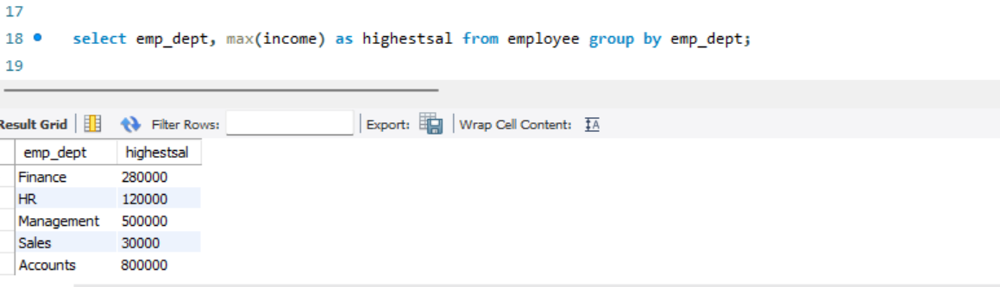 17
18 select emp_dept, max(income) as highestsal from employee group by emp_dept;
19
Result Grid Filter Rows: Export: Wrap Cell Content: IA
emp_dept highestsal
Finance 280000
HR 120000
Management 500000
Sales 30000
Accounts 800000